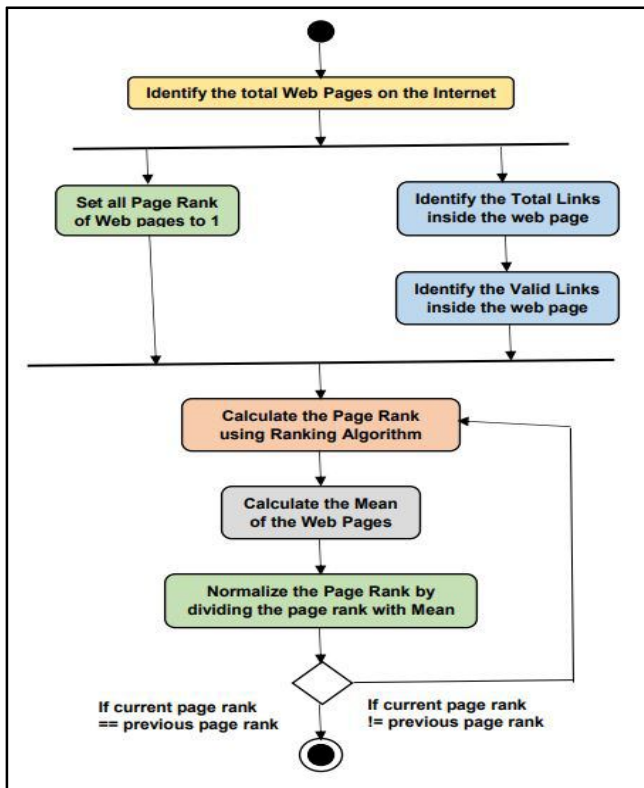 Identify the total Web Pages on the Internet
Set all Page Rank
of Web pages to 1
Identify the Total Links
inside the web page
Identify the Valid Links
inside the web page
Calculate the Page Rank
using Ranking Algorithm
Calculate the Mean
of the Web Pages
Normalize the Page Rank by
dividing the page rank with Mean
If current page rank
== previous page rank
If current page rank
!= previous page rank